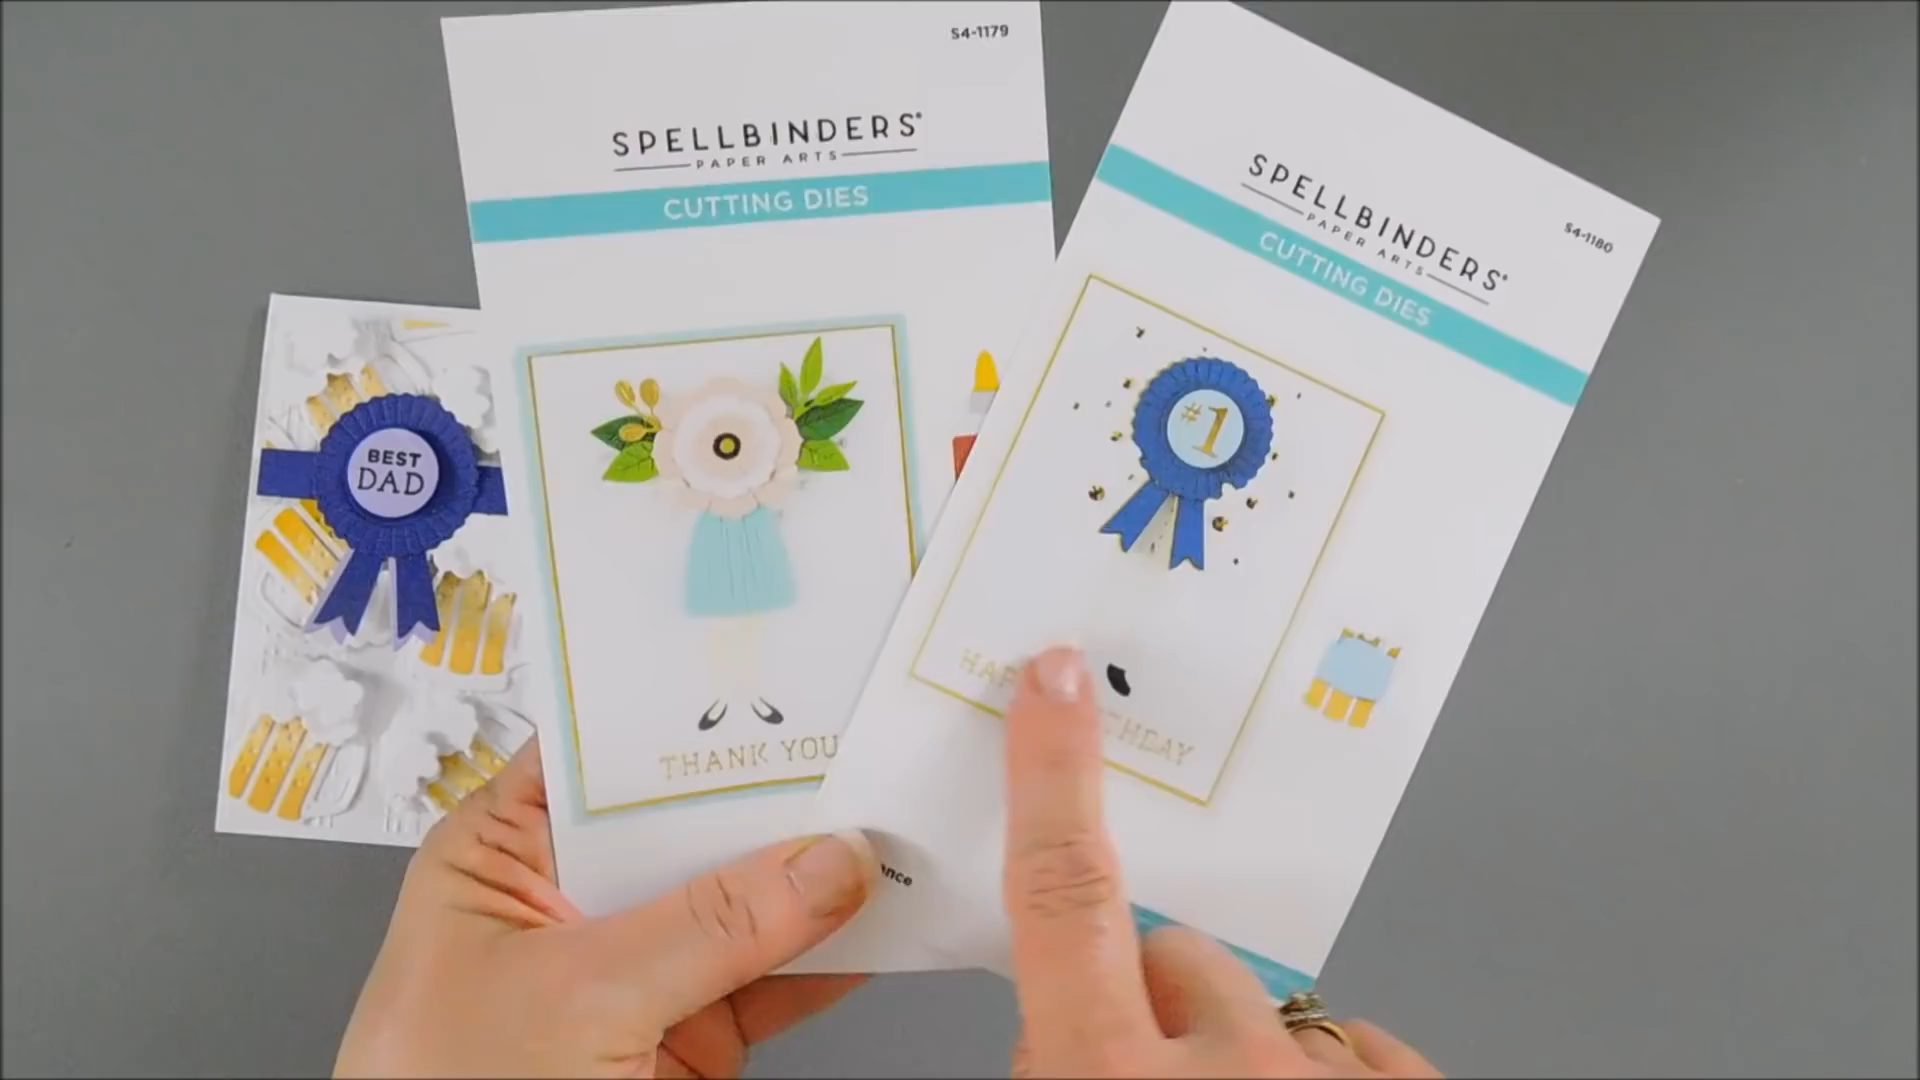 S4-1179
SPELLBINDERS®
PAPER ARTS
CUTTING DIES
THANK YOU
S4-1180
SPELLBINDERS®
PAPER ARTS
CUTTING DIES
#1
BEST
DAD